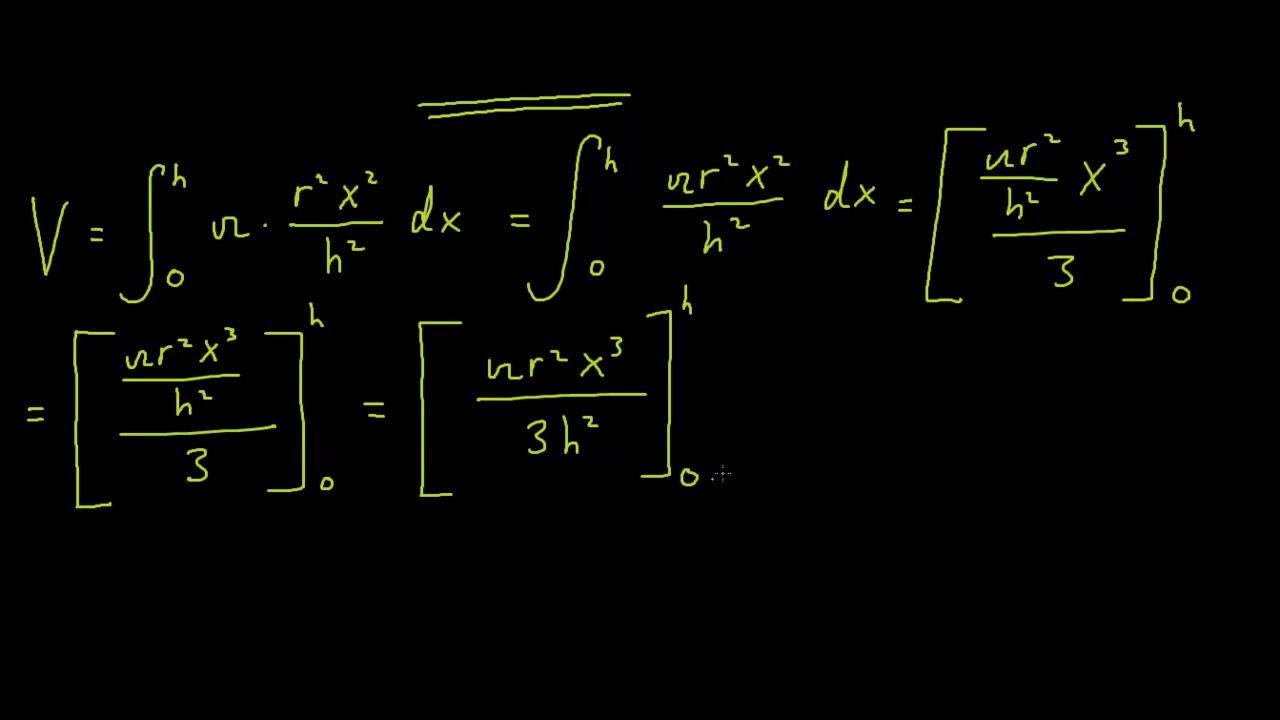 V = ∫₀ʰ π · r²x²/h² dx = ∫₀ʰ πr²x²/h² dx = [((πr²/h²) x³)/3]₀ʰ
= [(πr²x³/h²)/3]₀ʰ = [πr²x³/3h²]₀ʰ